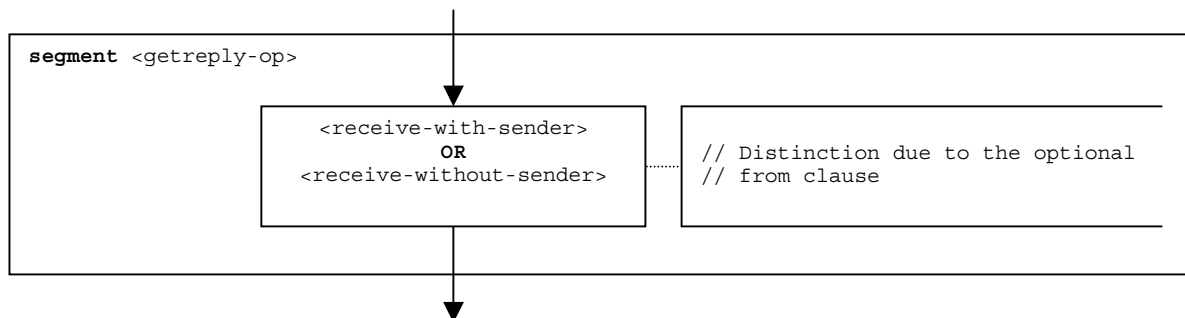 segment <getreply-op>
<receive-with-sender>
OR
<receive-without-sender>
// Distinction due to the optional
// from clause